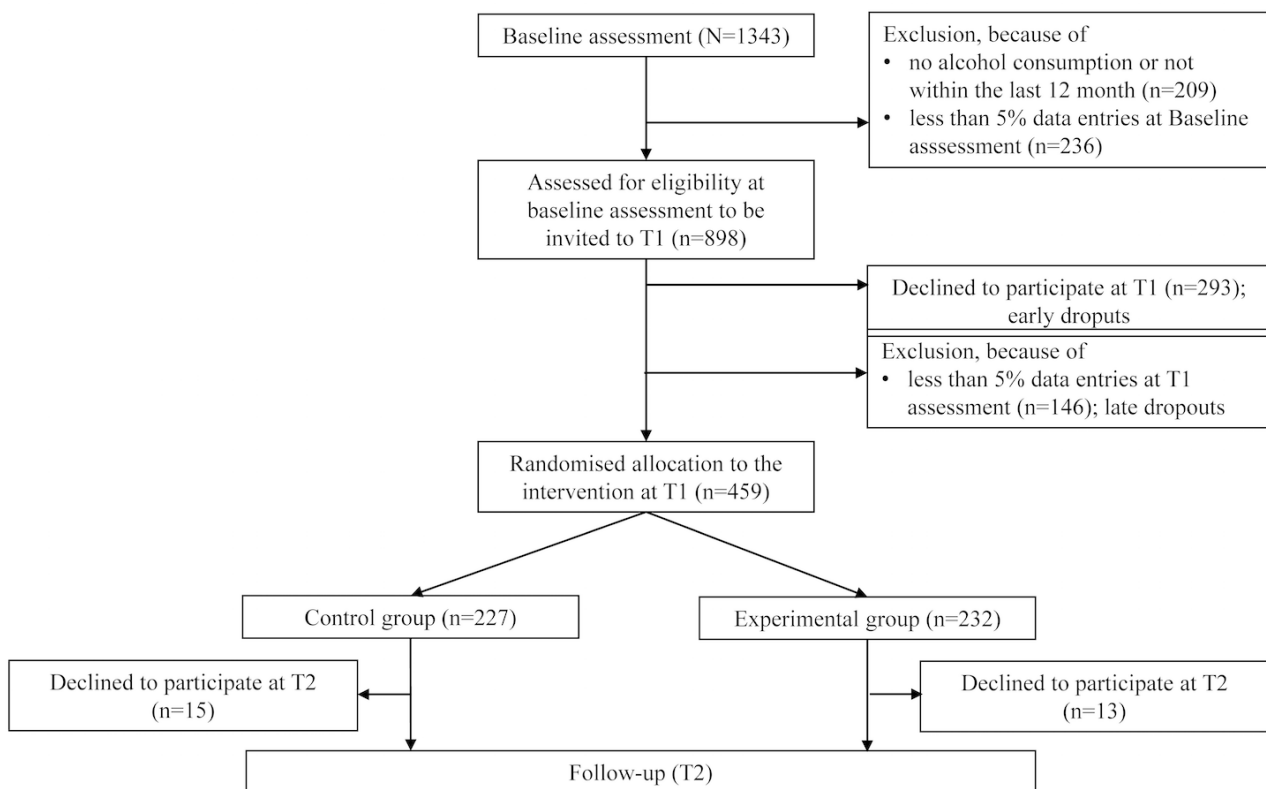 Baseline assessment (N=1343)
Exclusion, because of
• no alcohol consumption or not
within the last 12 month (n=209)
• less than 5% data entries at Baseline
asssessment (n=236)
Assessed for eligibility at
baseline assessment to be
invited to T1 (n=898)
Declined to participate at T1 (n=293);
early droputs
Exclusion, because of
• less than 5% data entries at T1
assessment (n=146); late dropouts
Randomised allocation to the
intervention at T1 (n=459)
Control group (n=227)
Experimental group (n=232)
Declined to participate at T2
(n=15)
Declined to participate at T2
(n=13)
Follow-up (T2)